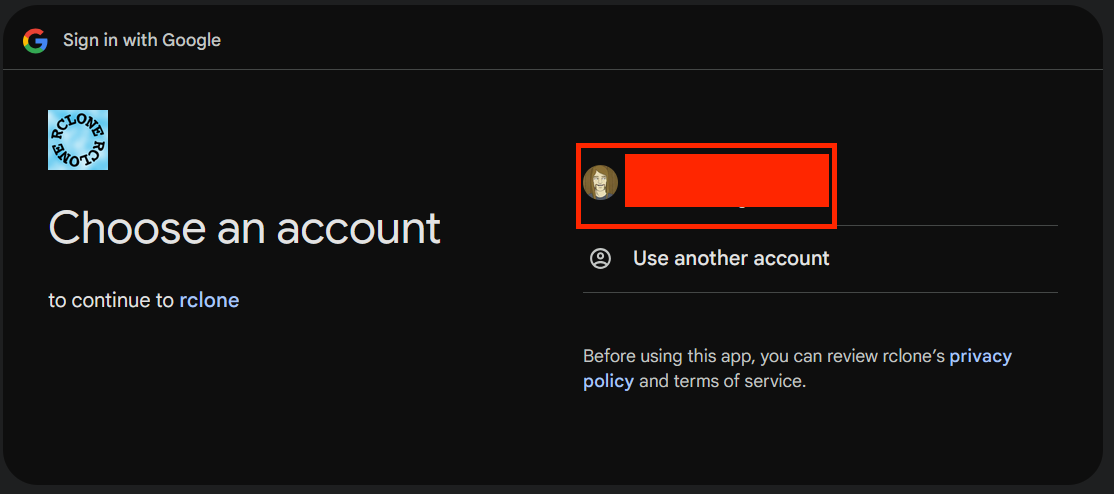 Sign in with Google
RCLONE RCLONE
Choose an account
to continue to rclone
Use another account
Before using this app, you can review rclone’s privacy
policy and terms of service.